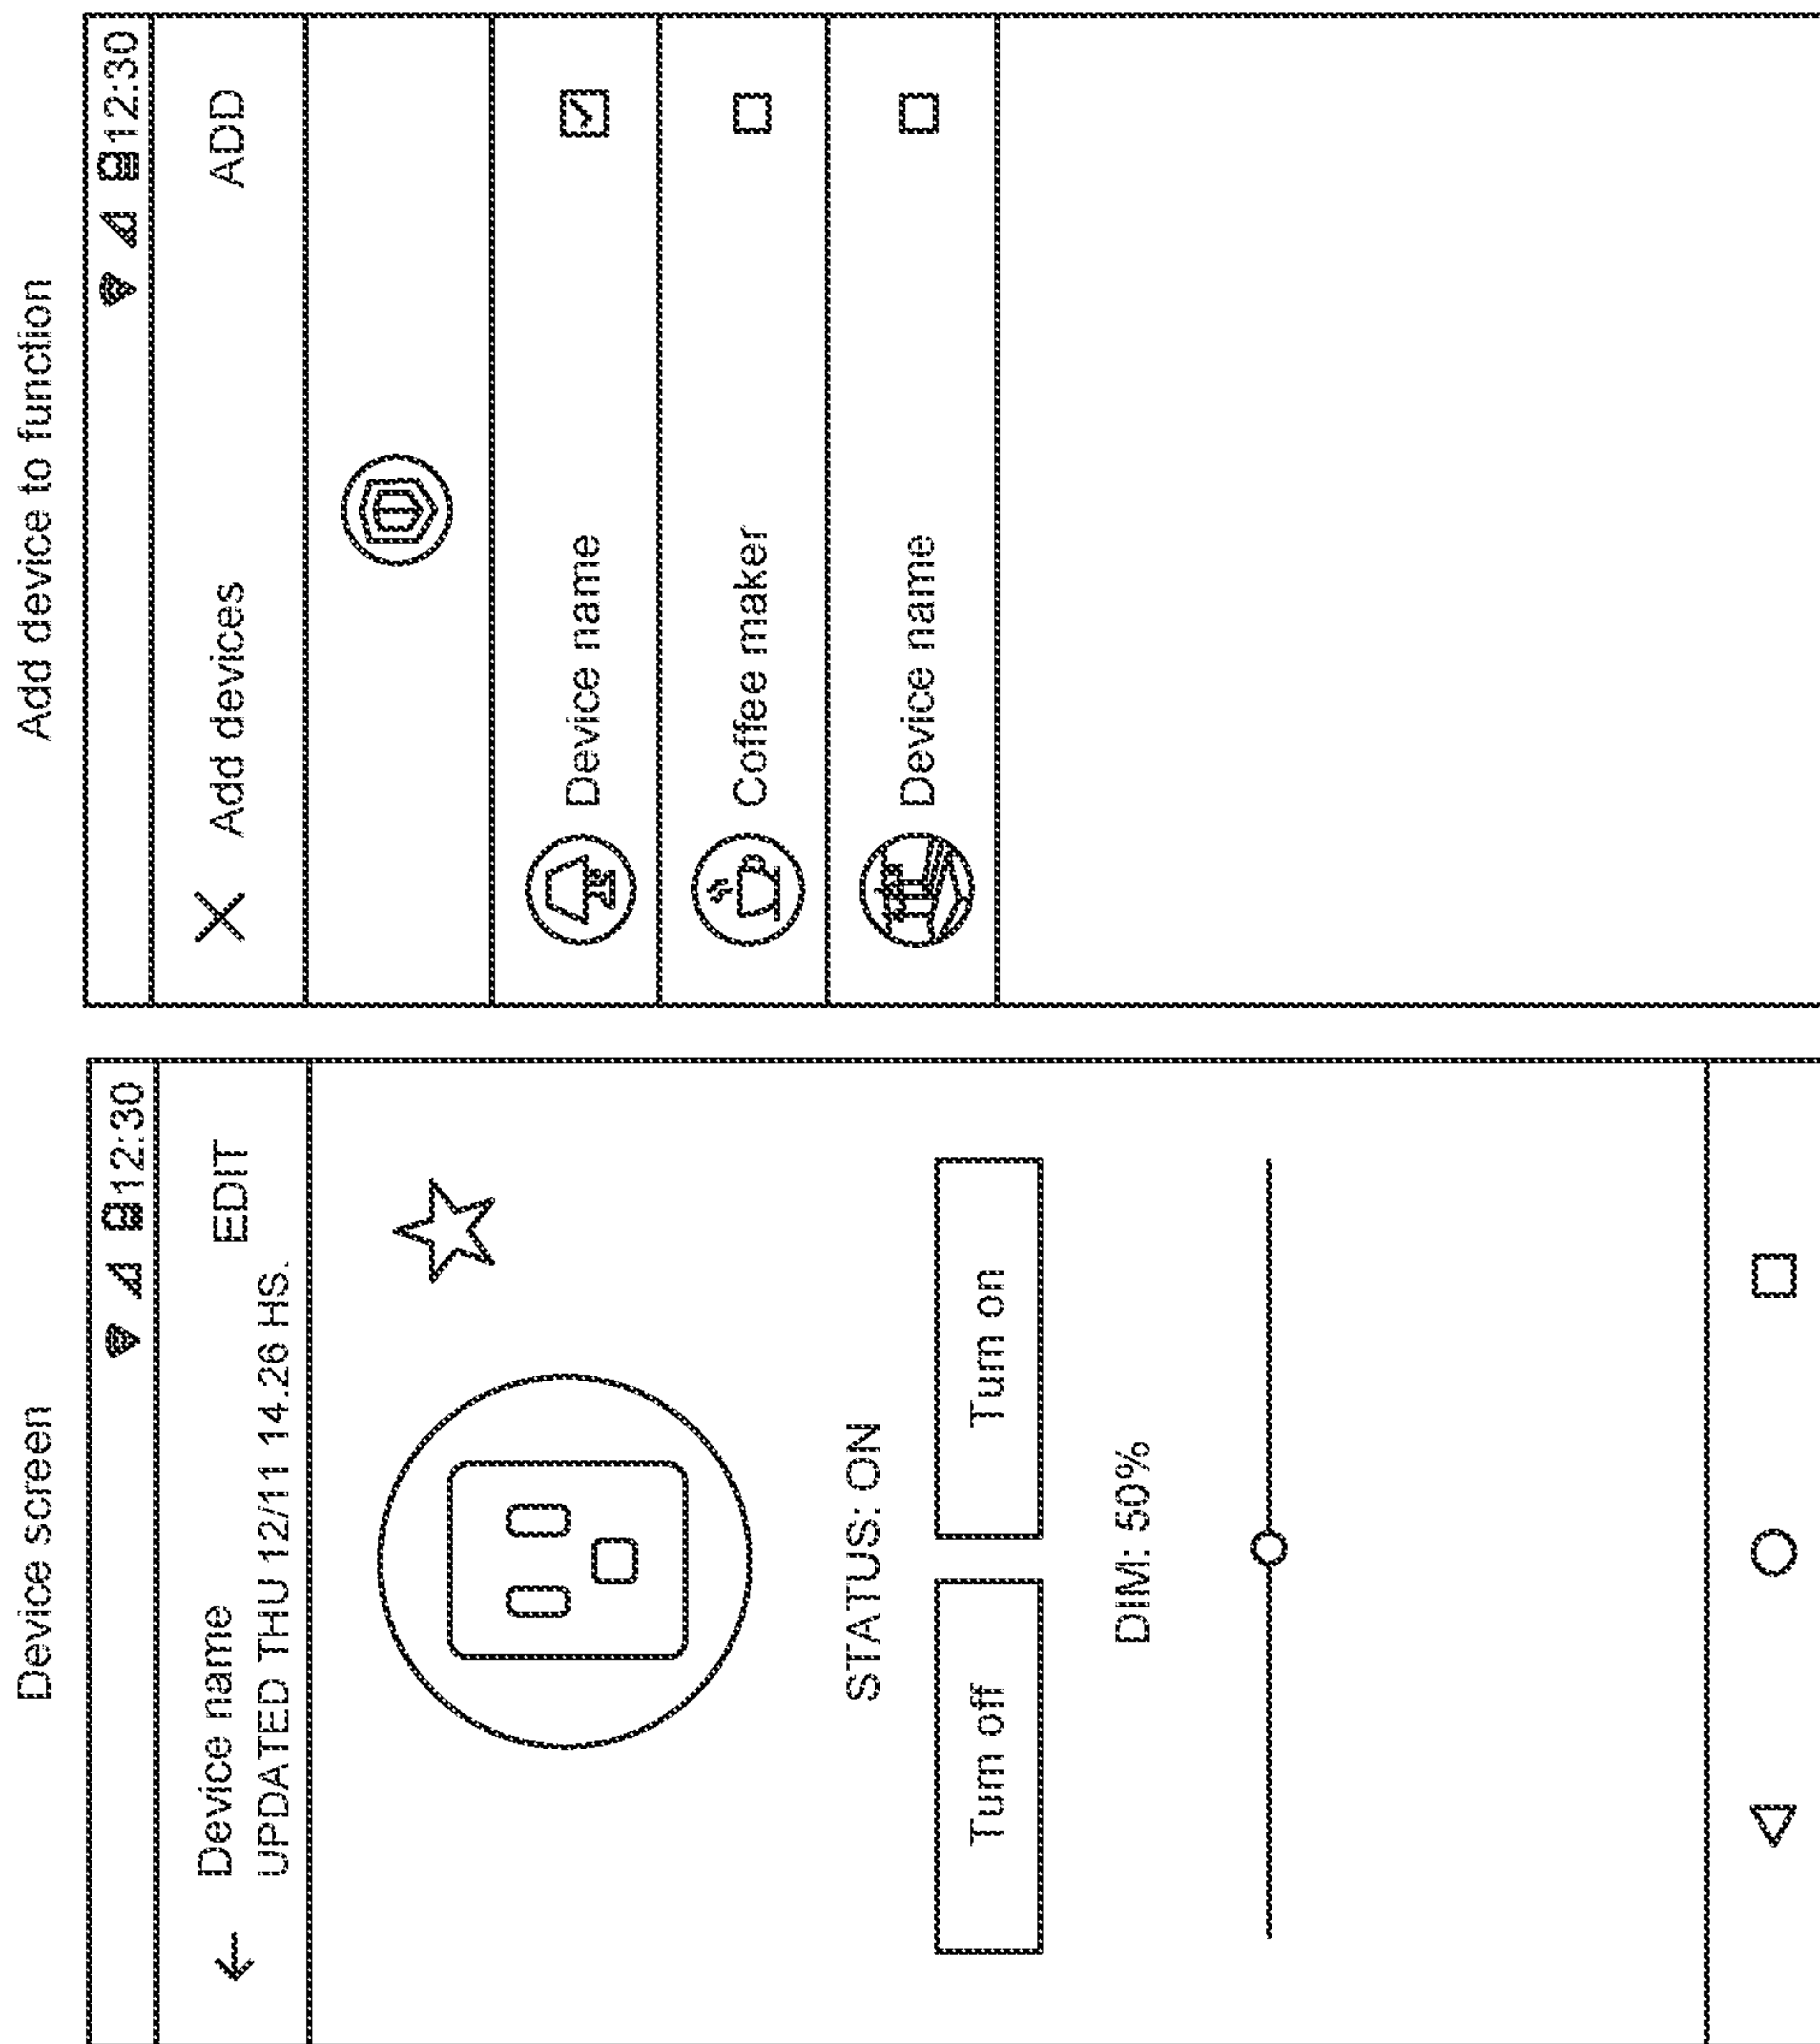 Device screen
12:30
Device name
EDIT
UPDATED THU 12/11 14.26 HS.
STATUS: ON
Turn off
Turn on
DIM: 50%
Add device to function
12:30
Add devices
ADD
Device name
Coffee maker
Device name